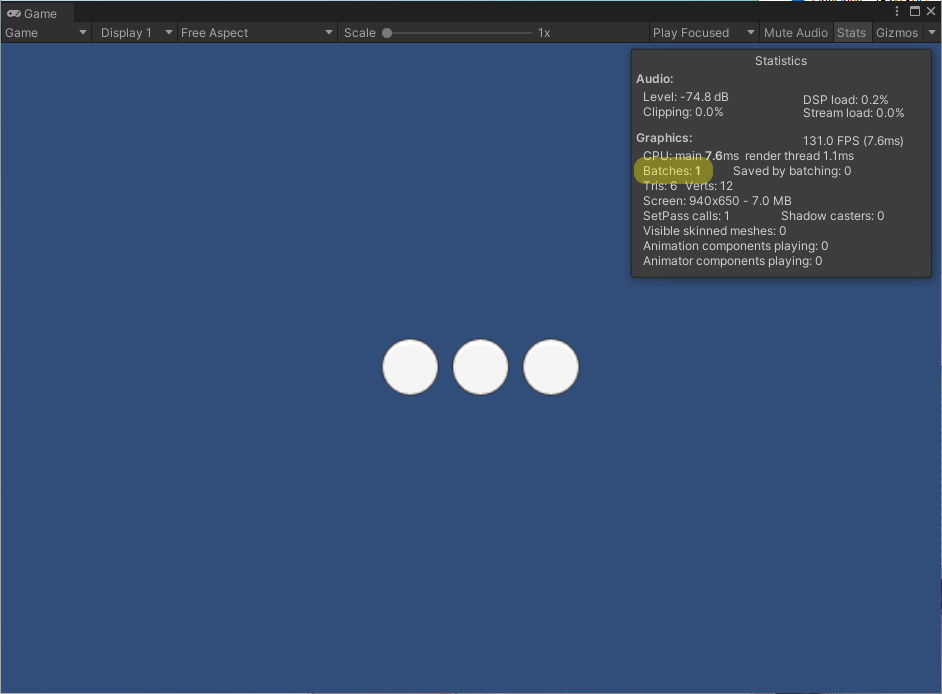 Game
Game Display 1 Free Aspect Scale 1x Play Focused Mute Audio Stats Gizmos
Statistics
Audio:
Level: -74.8 dB DSP load: 0.2%
Clipping: 0.0% Stream load: 0.0%
Graphics: 131.0 FPS (7.6ms)
CPU: main 7.6ms render thread 1.1ms
Batches: 1 Saved by batching: 0
Tris: 6 Verts: 12
Screen: 940x650 - 7.0 MB
SetPass calls: 1 Shadow casters: 0
Visible skinned meshes: 0
Animation components playing: 0
Animator components playing: 0